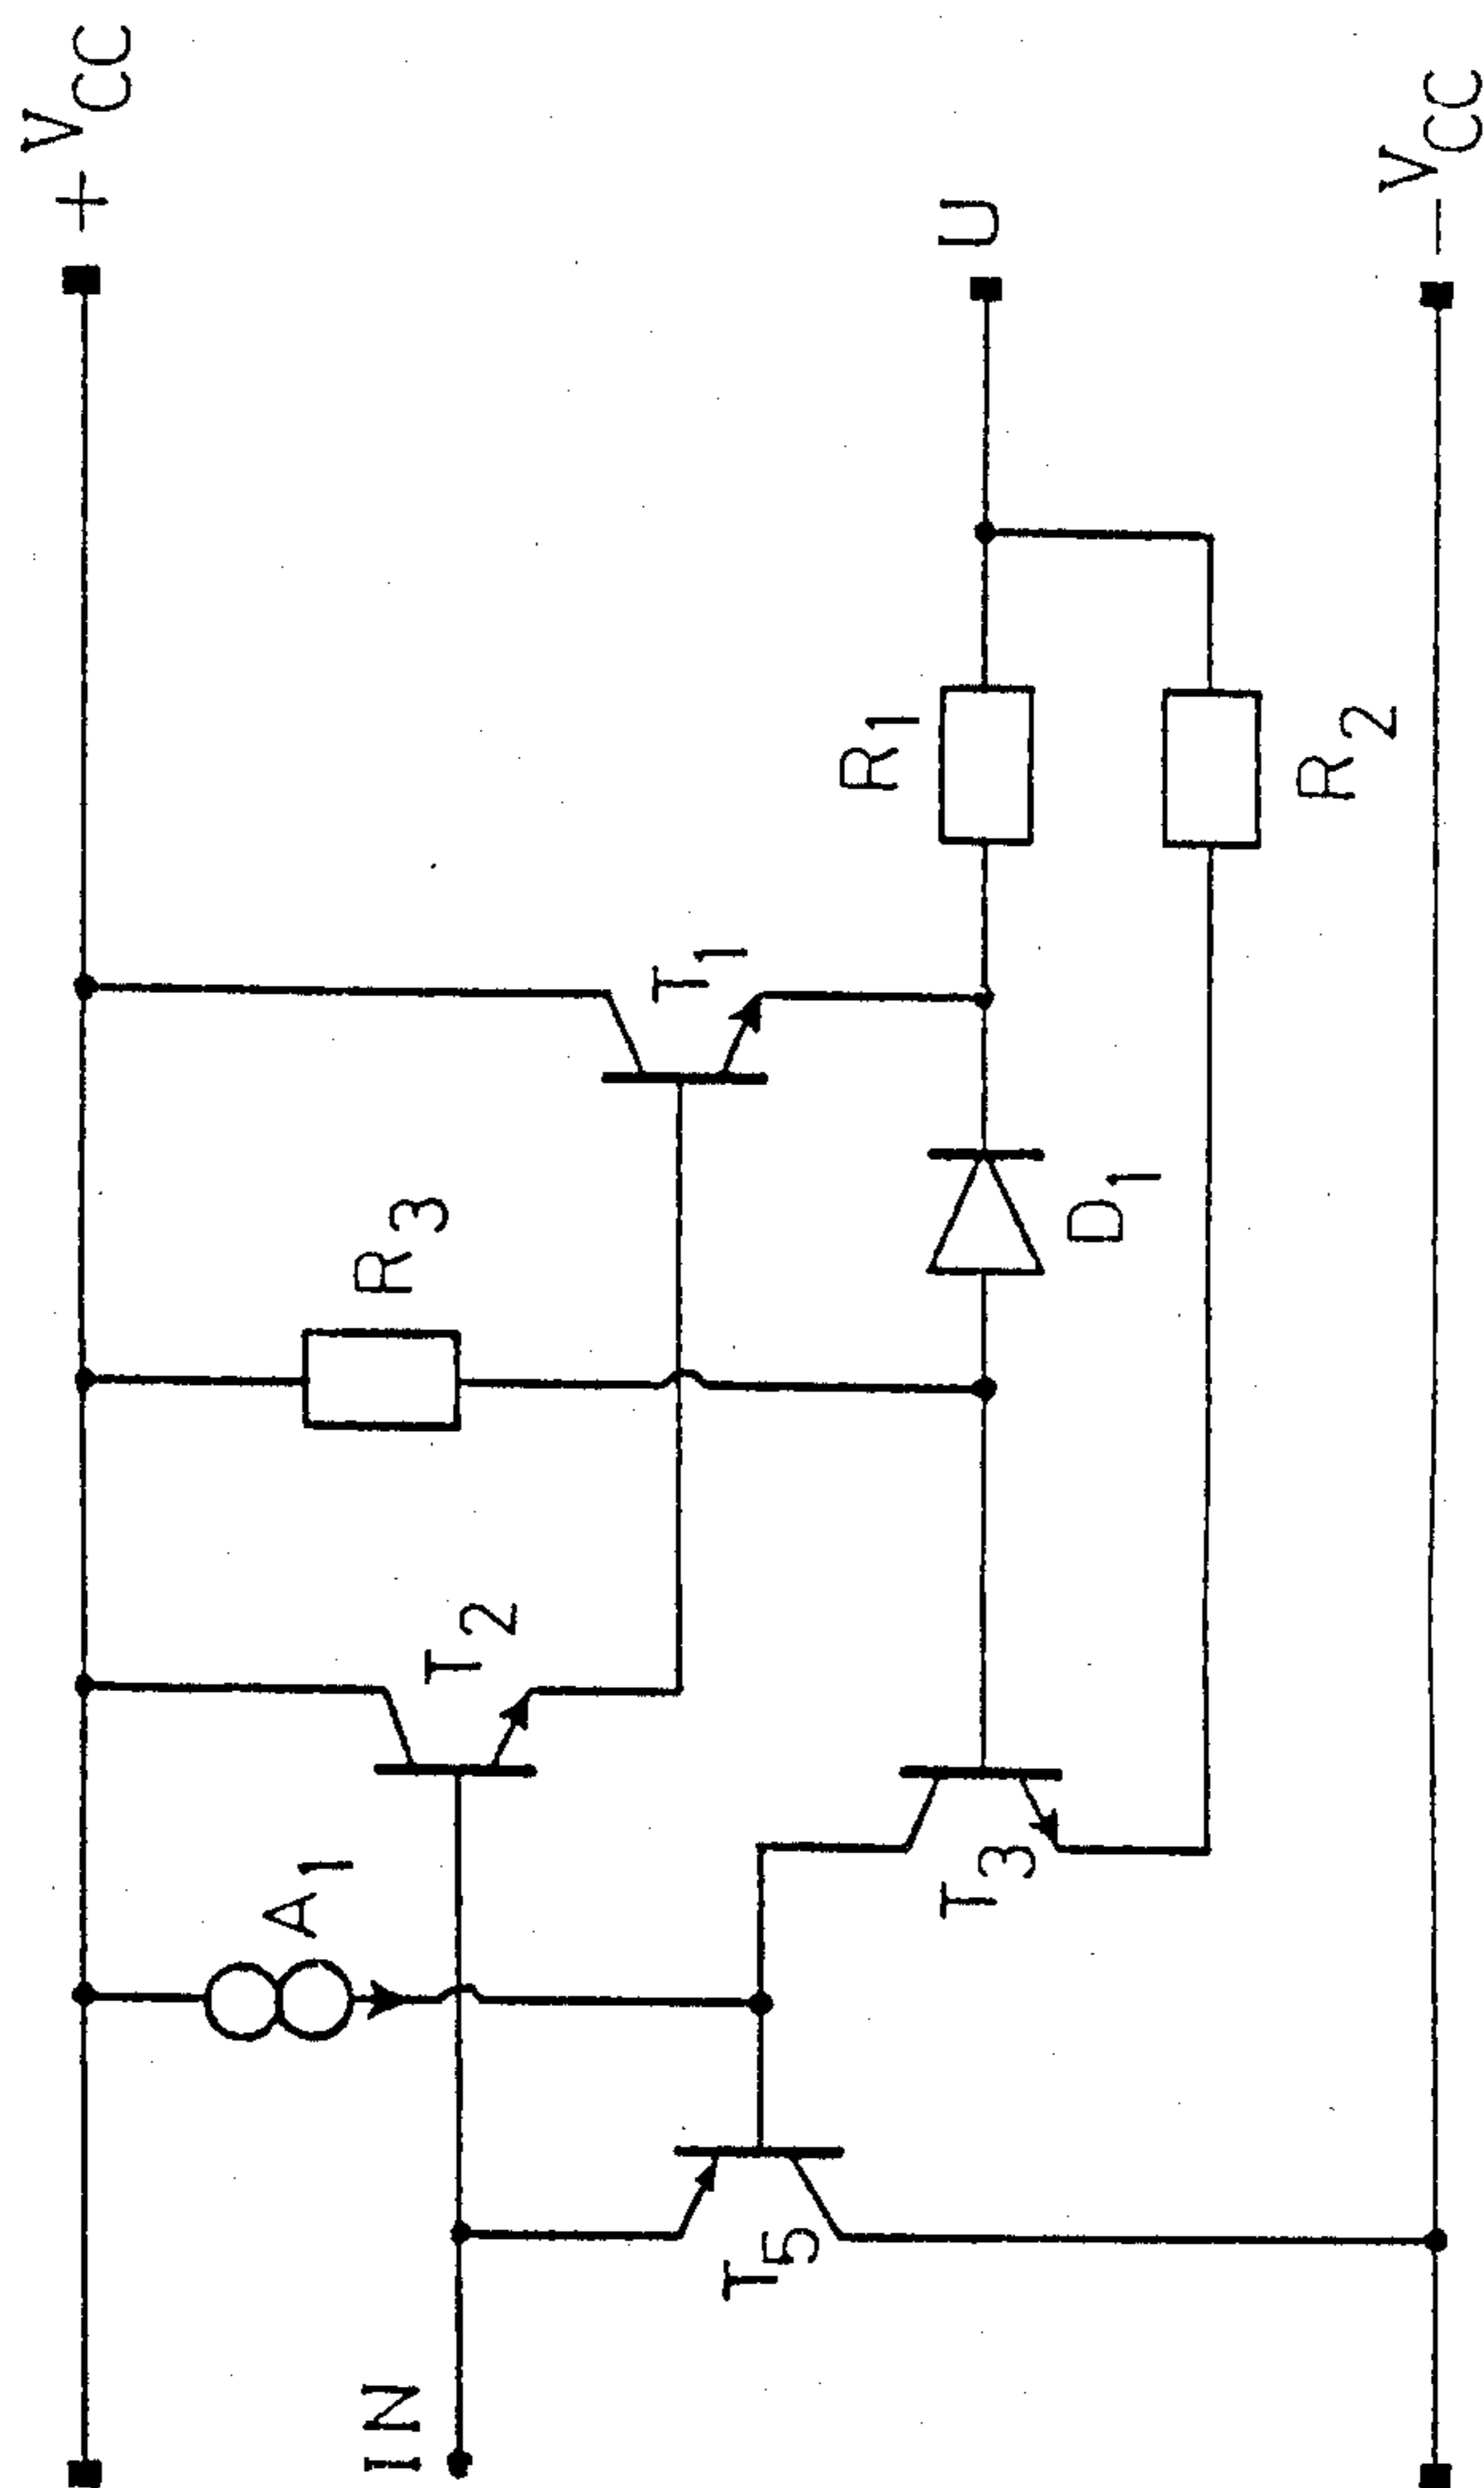 + VCC
A1
T2
R3
T1
IN
T5
T3
D1
R1
R2
U
− VCC